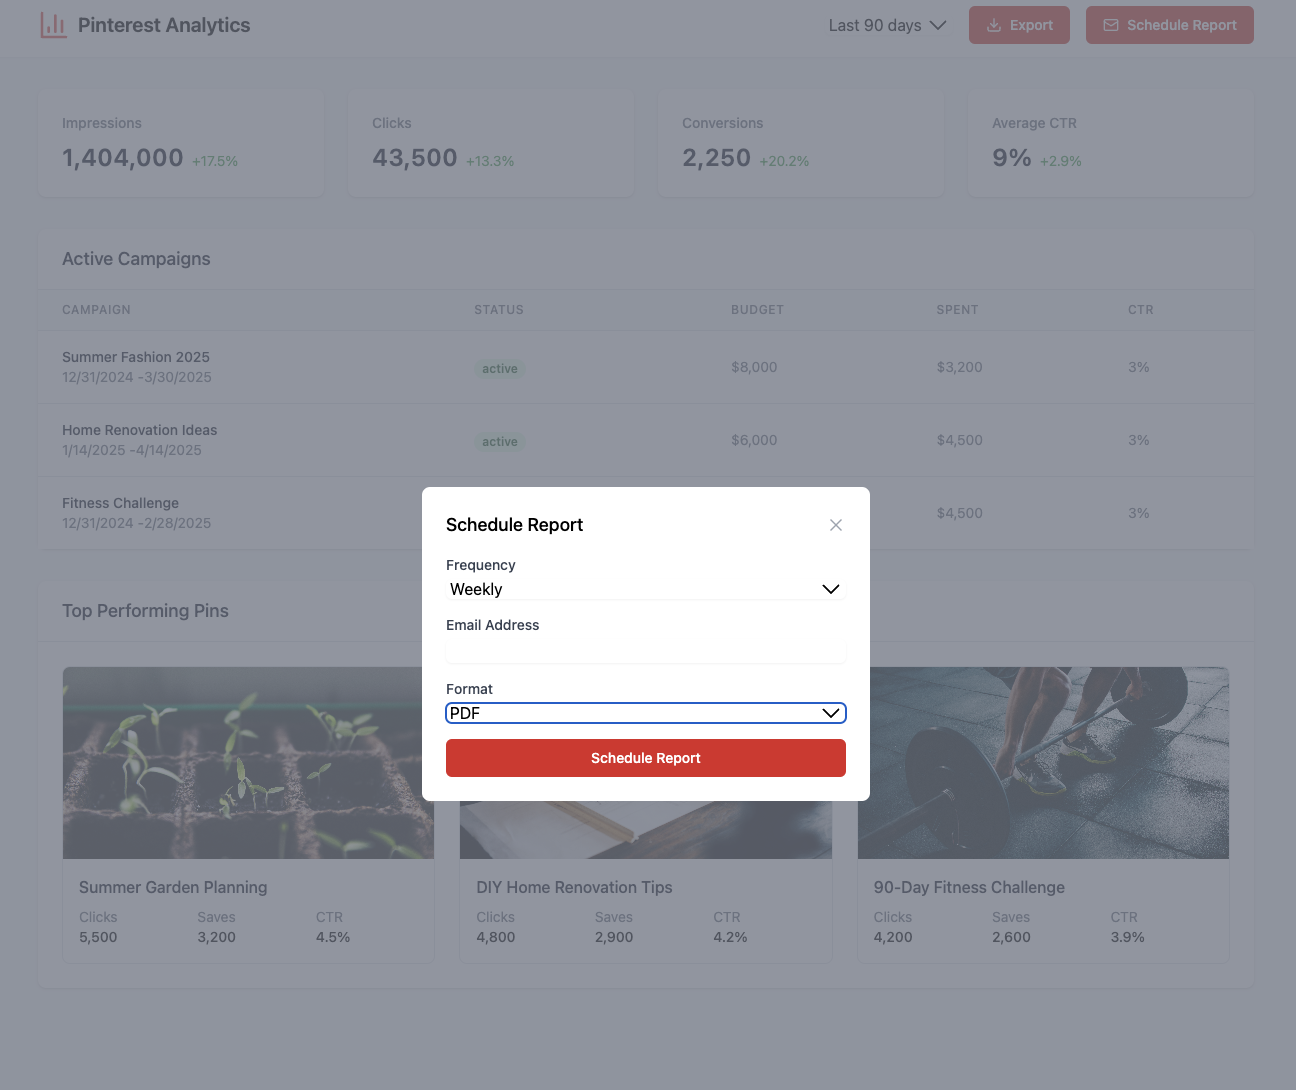 Pinterest Analytics
Last 90 days
Export
Schedule Report
Impressions
1,404,000 +17.5%
Clicks
43,500 +13.3%
Conversions
2,250 +20.2%
Average CTR
9% +2.9%
Active Campaigns
CAMPAIGN STATUS BUDGET SPENT CTR
Summer Fashion 2025
12/31/2024 -3/30/2025
active $8,000 $3,200 3%
Home Renovation Ideas
1/14/2025 -4/14/2025
active $6,000 $4,500 3%
Fitness Challenge
12/31/2024 -2/28/2025
$4,500 3%
Schedule Report
Frequency
Weekly
Email Address
Format
PDF
Schedule Report
Top Performing Pins
Summer Garden Planning
Clicks Saves CTR
5,500 3,200 4.5%
DIY Home Renovation Tips
Clicks Saves CTR
4,800 2,900 4.2%
90-Day Fitness Challenge
Clicks Saves CTR
4,200 2,600 3.9%